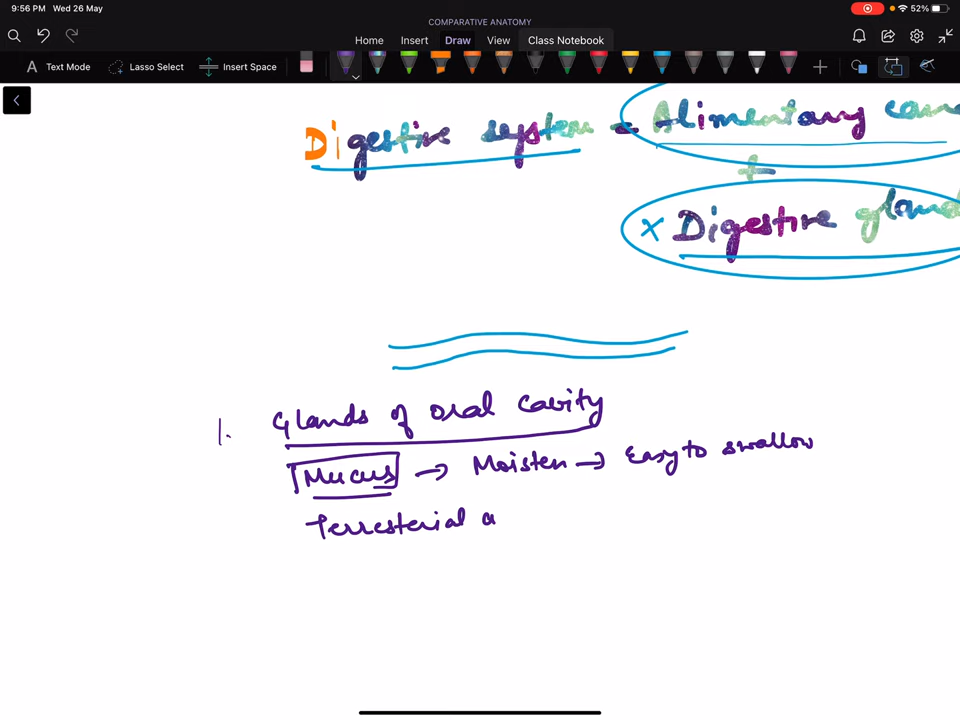 9:56 PM Wed 26 May
52%
COMPARATIVE ANATOMY
Home Insert Draw View Class Notebook
Text Mode Lasso Select Insert Space
Digestive system = Alimentary cana
+
x Digestive gland
1. Glands of oral cavity
Mucus → Moisten → Easy to swallow
Terresterial a